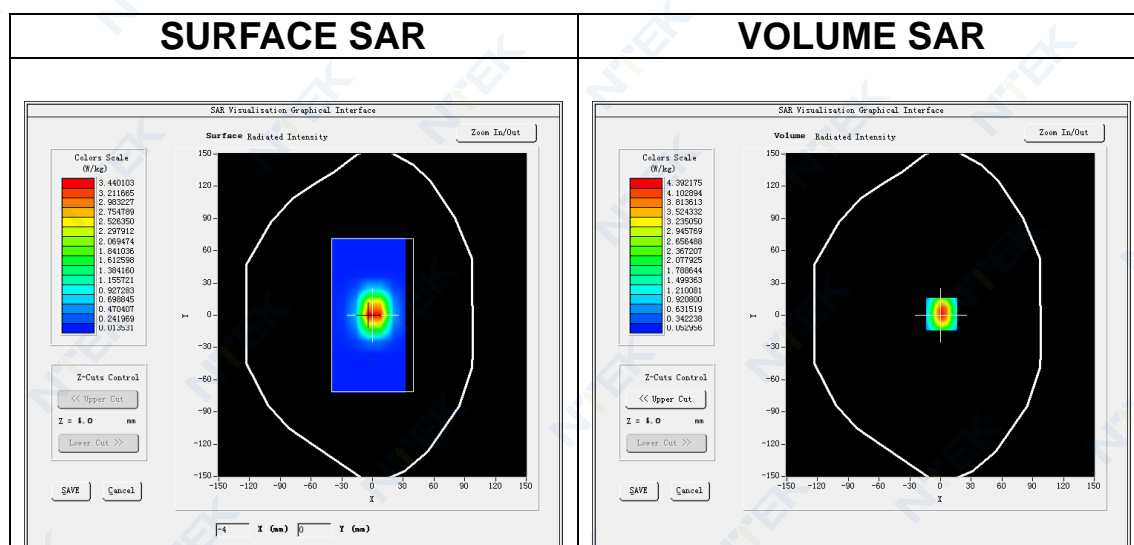 SURFACE SAR
VOLUME SAR
SAR Visualisation Graphical Interface
Surface Radiated Intensity
Zoom In/Out
Colors Scale
(W/kg)
3.440103
3.211665
2.983227
2.754789
2.526350
2.297912
2.069474
1.841036
1.612598
1.384160
1.155721
0.927283
0.698845
0.470407
0.241969
0.013531
Z-Cuts Control
<< Upper Cut
Z = 4.0 mm
Lower Cut >>
SAVE
Cancel
150
120
90
60
30
0
-30
-60
-90
-120
-150
Y
-150 -120 -90 -60 -30 0 30 60 90 120 150
X
-4 X (mm) 0 Y (mm)
SAR Visualisation Graphical Interface
Volume Radiated Intensity
Zoom In/Out
Colors Scale
(W/kg)
4.392175
4.102894
3.813613
3.524332
3.235050
2.945769
2.656488
2.367207
2.077925
1.788644
1.499363
1.210081
0.920800
0.631519
0.342238
0.052956
Z-Cuts Control
<< Upper Cut
Z = 4.0 mm
Lower Cut >>
SAVE
Cancel
150
120
90
60
30
0
-30
-60
-90
-120
-150
Y
-150 -120 -90 -60 -30 0 30 60 90 120 150
X
NTEK